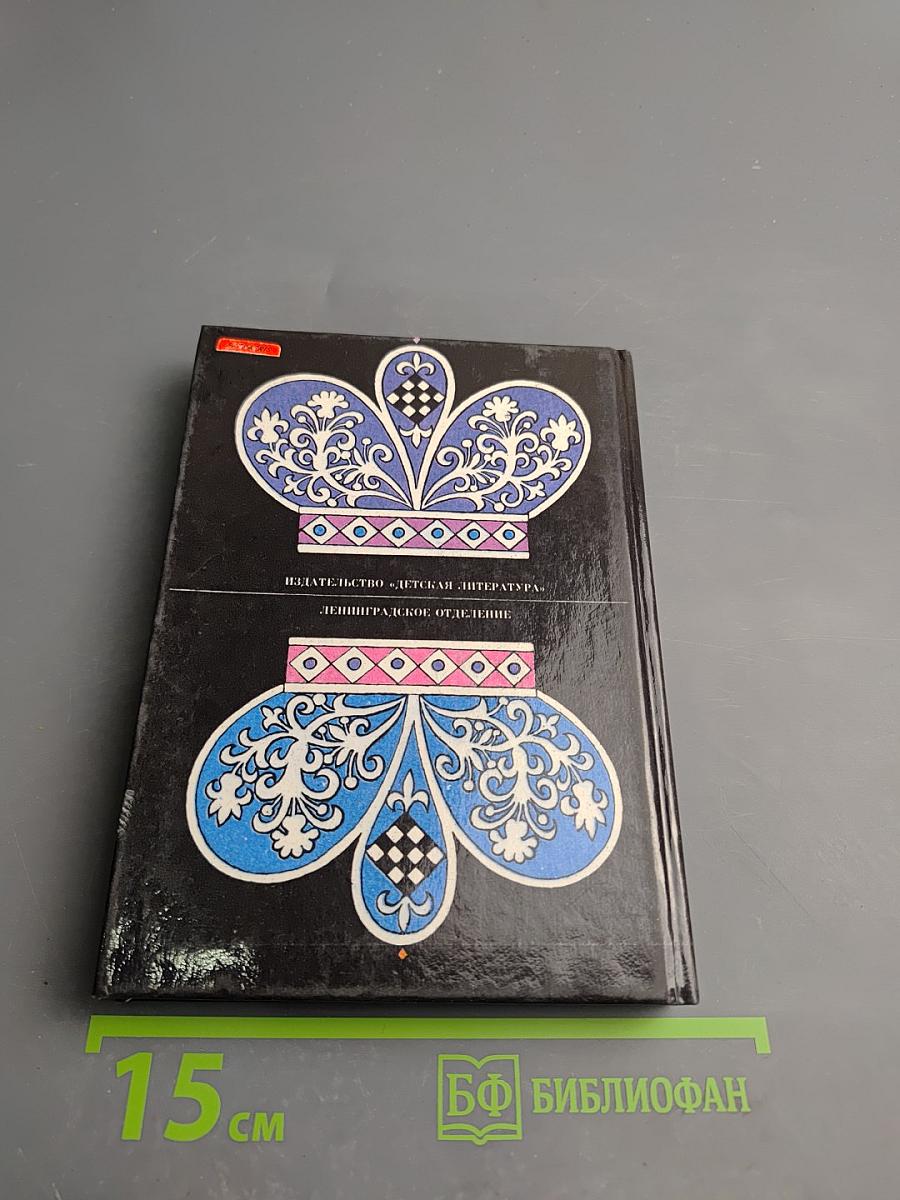 ИЗДАТЕЛЬСТВО «ДЕТСКАЯ ЛИТЕРАТУРА»
ЛЕНИНГРАДСКОЕ ОТДЕЛЕНИЕ
15 см
БФ БИБЛИОФАН